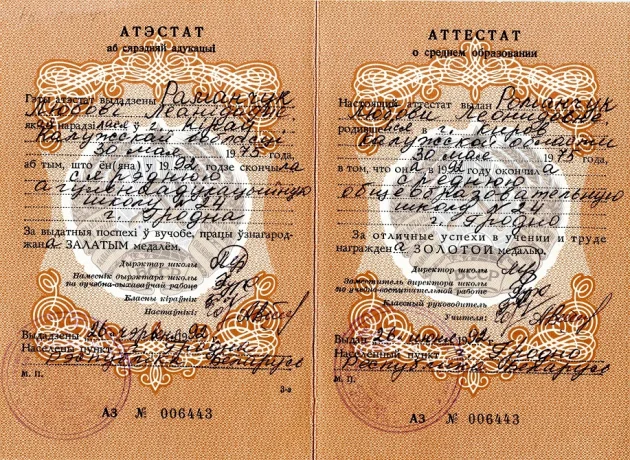 АТЭСТАТ
аб сярэдняй адукацыі
Гэты атэстат выдадзены Раманчук
Любові Леанідаўне
які нарадзілася ў г. Кіраў
Калужскай вобласці
30 мая 1975 года,
аб тым, што ён(на) ў 1992 годзе скончыла
сярэднюю
агульнаадукацыйную
школу № 34
г. Гродна
За выдатныя поспехі ў вучобе, працы ўзнагарод-
жана ЗАЛАТЫМ медалём,
Дырэктар школы
Намеснік дырэктара школы
па вучэбна-выхаваўчай рабоце
Класны кіраўнік
Настаўнікі:
Выдадзены 26 чэрвеня 1992
Населены пункт г. Гродна
Рэспубліка Беларусь
М. П.
3-а
АЗ № 006443
АТТЕСТАТ
о среднем образовании
Настоящий аттестат выдан Романчук
Любови Леонидовне
родившейся в г. Киров
Калужской области
30 мая 1975 года,
в том, что она в 1992 году окончила
среднюю
общеобразовательную
школу № 34
г. Гродно
За отличные успехи в учении и труде
награждена ЗОЛОТОЙ медалью.
Директор школы
Заместитель директора школы
по учебно-воспитательной работе
Классный руководитель
Учителя:
Выдан 26 июня 1992
Населённый пункт г. Гродно
Республика Беларусь
М. П.
АЗ № 006443